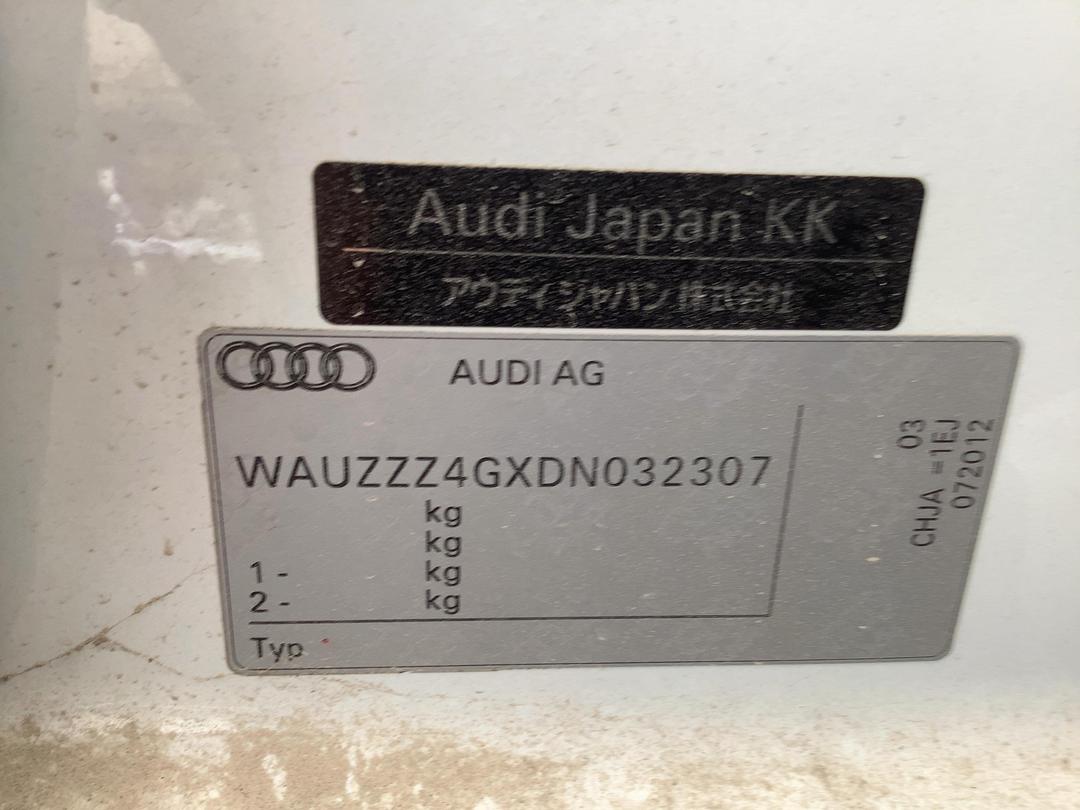 Audi Japan KK
アウディジャパン株式会社
AUDI AG
WAUZZZ4GXDN032307
kg
kg
1 - kg
2 - kg
Typ
03
CHJA =1EJ
072012